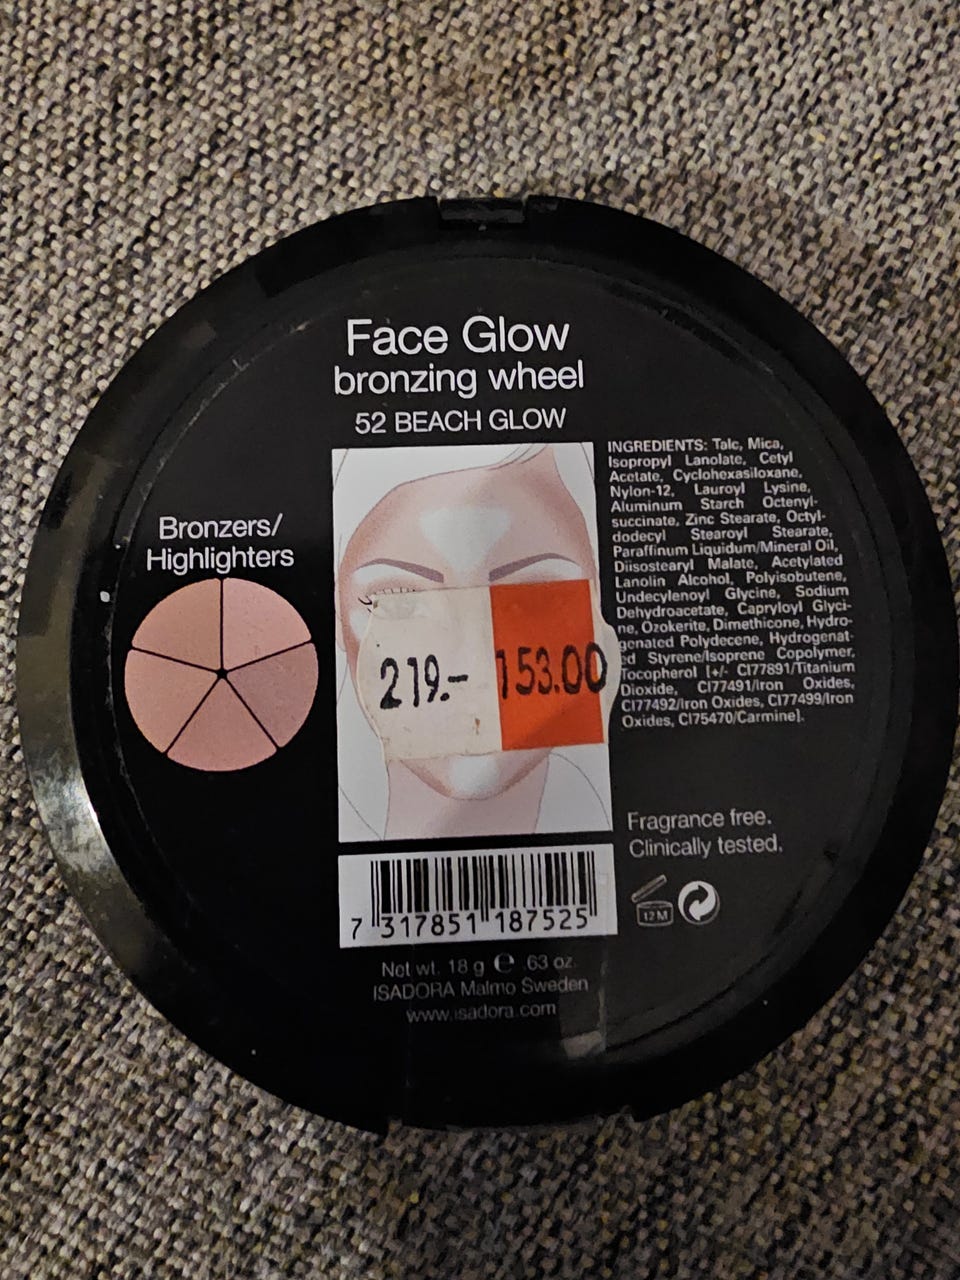 Face Glow
bronzing wheel
52 BEACH GLOW
Bronzers/
Highlighters
219.-
153.00
INGREDIENTS: Talc, Mica,
Isopropyl Lanolate, Cetyl
Acetate, Cyclohexasiloxane,
Nylon-12, Lauroyl Lysine,
Aluminum Starch Octenyl-
succinate, Zinc Stearate, Octyl-
dodecyl Stearoyl Stearate,
Paraffinum Liquidum/Mineral Oil,
Diisostearyl Malate, Acetylated
Lanolin Alcohol, Polyisobutene,
Undecylenoyl Glycine, Sodium
Dehydroacetate, Capryloyl Glyci-
ne, Ozokerite, Dimethicone, Hydro-
genated Polydecene, Hydrogenat-
ed Styrene/Isoprene Copolymer,
Tocopherol [+/- CI77891/Titanium
Dioxide, CI77491/Iron Oxides,
CI77492/Iron Oxides, CI77499/Iron
Oxides, CI75470/Carmine].
Fragrance free.
Clinically tested.
12 M
7 317851 187525
Net wt. 18 g e .63 oz.
ISADORA Malmo Sweden
www.isadora.com